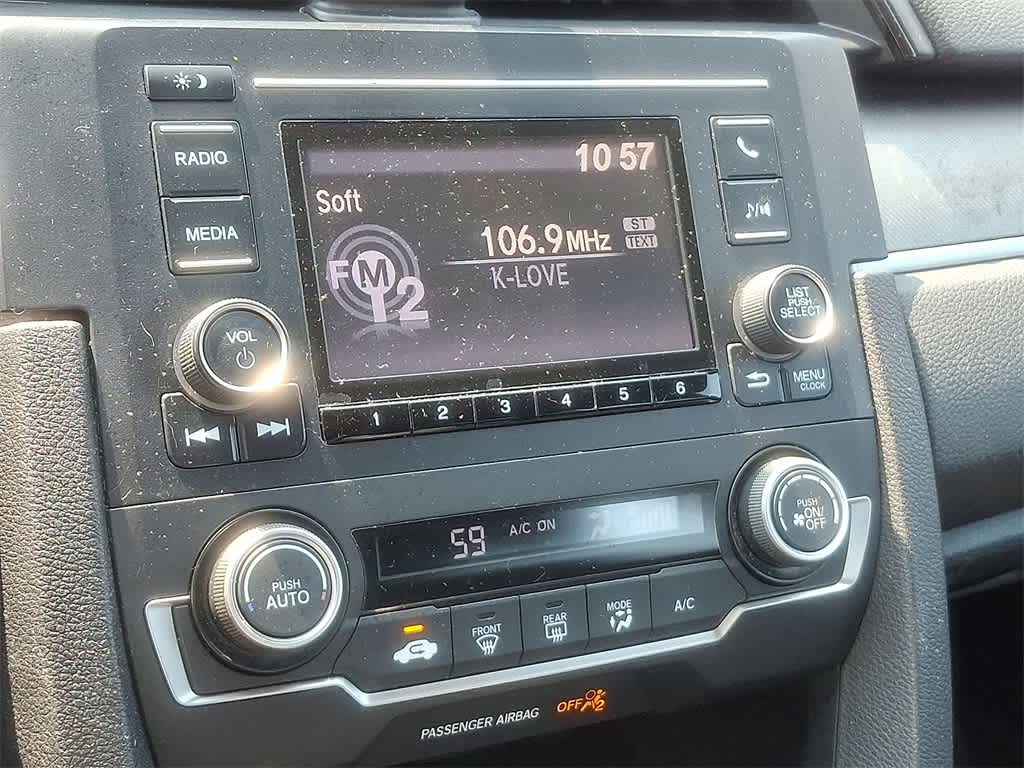 10 57
RADIO
Soft
ST
106.9 MHz
TEXT
MEDIA
FM 2
K-LOVE
LIST
PUSH
SELECT
VOL
MENU
CLOCK
1 2 3 4 5 6
PUSH
ON/
OFF
59 A/C ON
PUSH
AUTO
FRONT
REAR
MODE
A/C
PASSENGER AIRBAG OFF 2